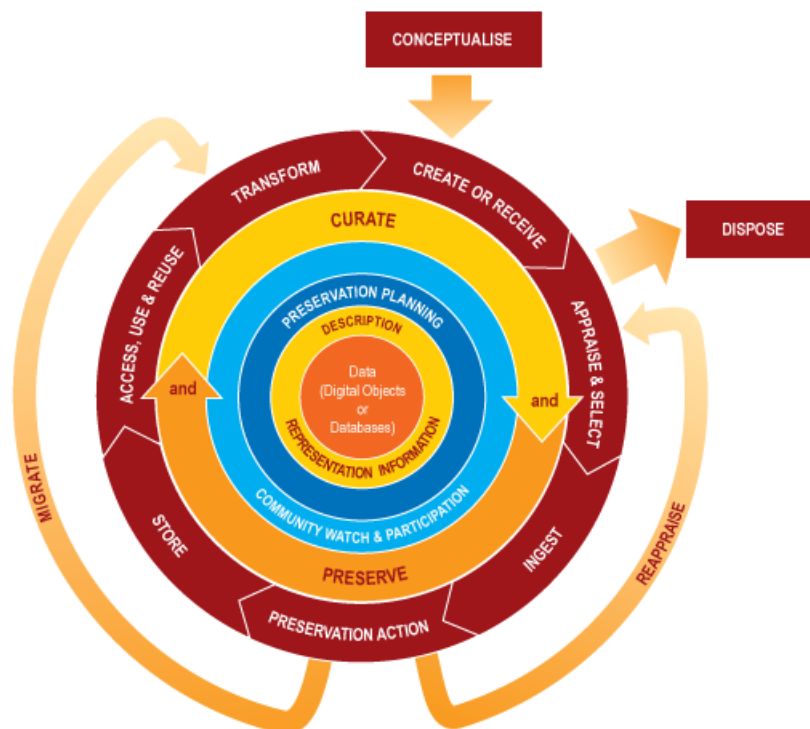 CONCEPTUALISE
DISPOSE
TRANSFORM
CREATE OR RECEIVE
APPRAISE & SELECT
INGEST
PRESERVATION ACTION
STORE
ACCESS, USE & REUSE
MIGRATE
REAPPRAISE
CURATE
and
PRESERVE
and
COMMUNITY WATCH & PARTICIPATION
PRESERVATION PLANNING
DESCRIPTION
REPRESENTATION INFORMATION
Data
(Digital Objects
or
Databases)